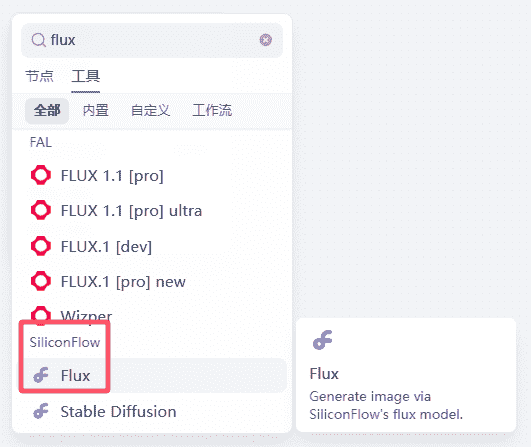 flux
节点 工具
全部 内置 自定义 工作流
FAL
FLUX 1.1 [pro]
FLUX 1.1 [pro] ultra
FLUX.1 [dev]
FLUX.1 [pro] new
Wizper
SiliconFlow
Flux
Stable Diffusion
Flux
Generate image via
SiliconFlow's flux model.